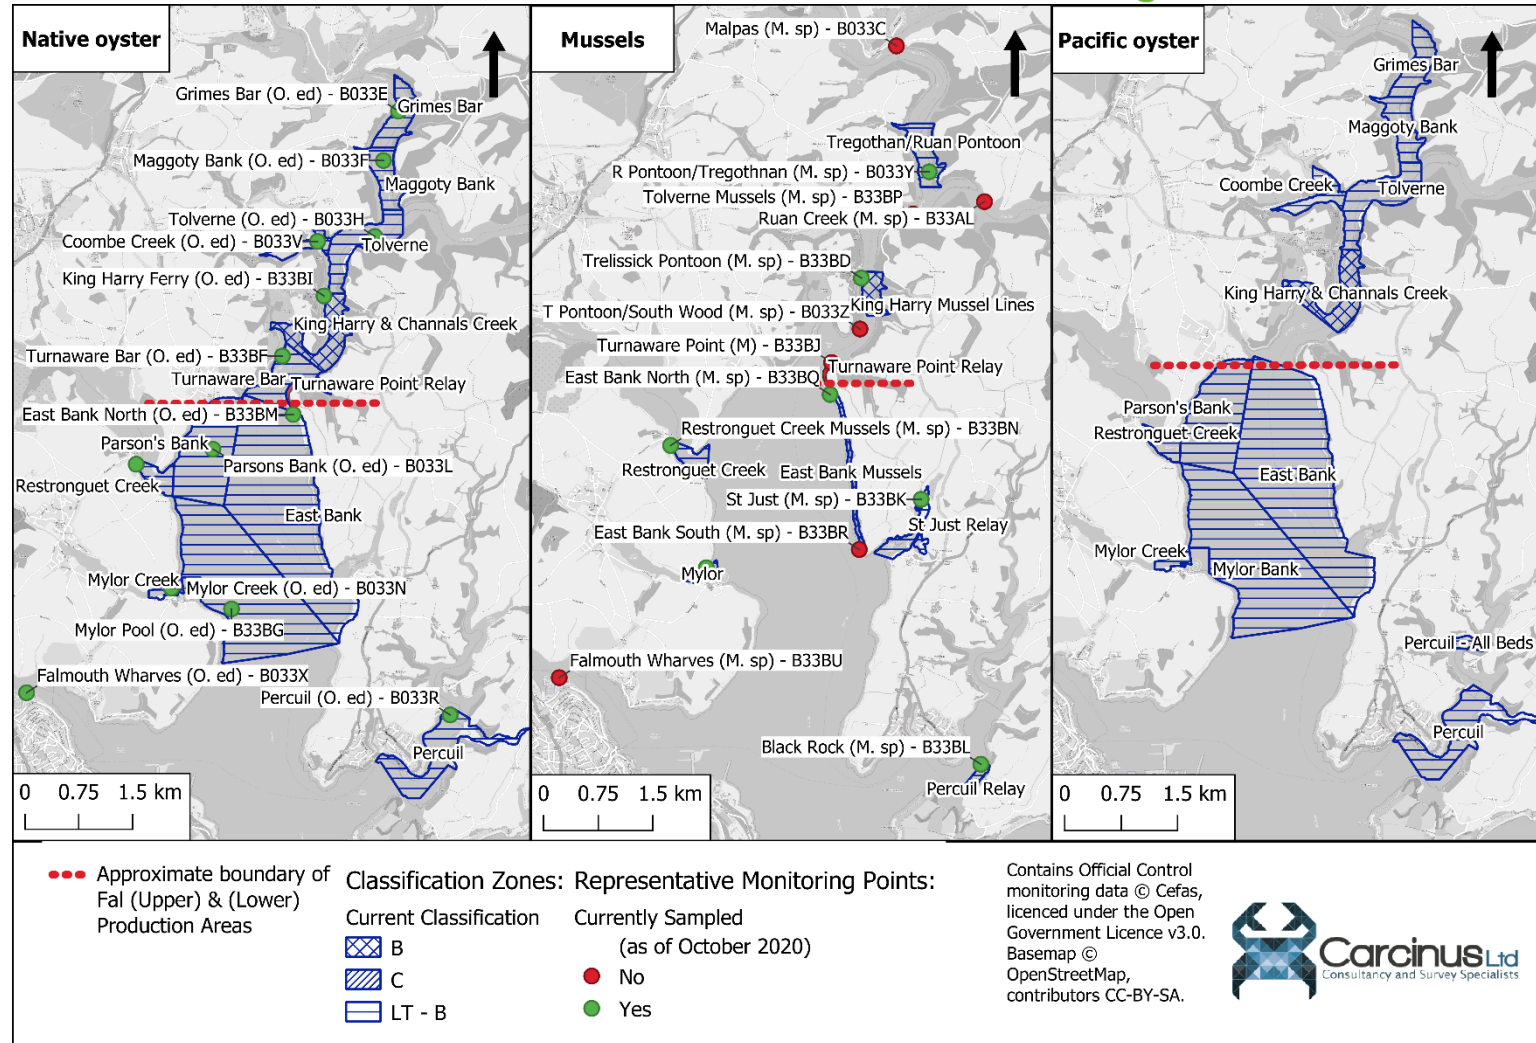 Native oyster
Grimes Bar (O. ed) - B033E
Grimes Bar
Maggoty Bank (O. ed) - B033F
Maggoty Bank
Tolverne (O. ed) - B033H
Coombe Creek (O. ed) - B033V
Tolverne
King Harry Ferry (O. ed) - B33BI
King Harry & Channals Creek
Turnaware Bar (O. ed) - B33BF
Turnaware Bar
Turnaware Point Relay
East Bank North (O. ed) - B33BM
Parson's Bank
Parsons Bank (O. ed) - B033L
Restronguet Creek
East Bank
Mylor Creek
Mylor Creek (O. ed) - B033N
Mylor Pool (O. ed) - B33BG
Falmouth Wharves (O. ed) - B033X
Percuil (O. ed) - B033R
Percuil
0 0.75 1.5 km
Mussels
Malpas (M. sp) - B033C
Tregothan/Ruan Pontoon
R Pontoon/Tregothnan (M. sp) - B033Y
Tolverne Mussels (M. sp) - B33BP
Ruan Creek (M. sp) - B33AL
Trelissick Pontoon (M. sp) - B33BD
King Harry Mussel Lines
T Pontoon/South Wood (M. sp) - B033Z
Turnaware Point (M) - B33BJ
Turnaware Point Relay
East Bank North (M. sp) - B33BQ
Restronguet Creek Mussels (M. sp) - B33BN
Restronguet Creek
East Bank Mussels
St Just (M. sp) - B33BK
St Just Relay
East Bank South (M. sp) - B33BR
Mylor
Falmouth Wharves (M. sp) - B33BU
Black Rock (M. sp) - B33BL
Percuil Relay
0 0.75 1.5 km
Pacific oyster
Grimes Bar
Maggoty Bank
Coombe Creek
Tolverne
King Harry & Channals Creek
Parson's Bank
Restronguet Creek
East Bank
Mylor Creek
Mylor Bank
Percuil - All Beds
Percuil
0 0.75 1.5 km
Approximate boundary of
Fal (Upper) & (Lower)
Production Areas
Classification Zones:
Current Classification
B
C
LT - B
Representative Monitoring Points:
Currently Sampled
(as of October 2020)
No
Yes
Contains Official Control
monitoring data © Cefas,
licenced under the Open
Government Licence v3.0.
Basemap ©
OpenStreetMap,
contributors CC-BY-SA.
Carcinus Ltd
Consultancy and Survey Specialists